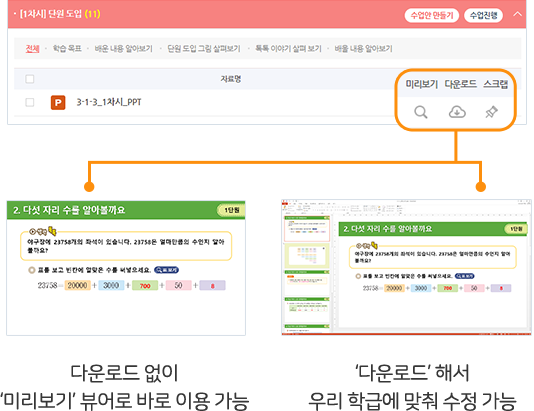 - [1차시] 단원 도입 (11) 수업안 만들기 수업진행
전체 · 학습 목표 · 배운 내용 알아보기 · 단원 도입 그림 살펴보기 · 톡톡 이야기 살펴 보기 · 배울 내용 알아보기
자료명 미리보기 다운로드 스크랩
P 3-1-3_1차시_PPT
2. 다섯 자리 수를 알아볼까요 1단원
야구장에 23758개의 좌석이 있습니다. 23758은 얼마만큼의 수인지 알아
볼까요?
표를 보고 빈칸에 알맞은 수를 써넣으세요. 표 보기
23758= 20000 + 3000 + 700 + 50 + 8
2. 다섯 자리 수를 알아볼까요 1단원
야구장에 23758개의 좌석이 있습니다. 23758은 얼마만큼의 수인지 알아
볼까요?
표를 보고 빈칸에 알맞은 수를 써넣으세요. 표 보기
23758= 20000 + 3000 + 700 + 50 + 8
다운로드 없이
'미리보기' 뷰어로 바로 이용 가능
'다운로드' 해서
우리 학급에 맞춰 수정 가능